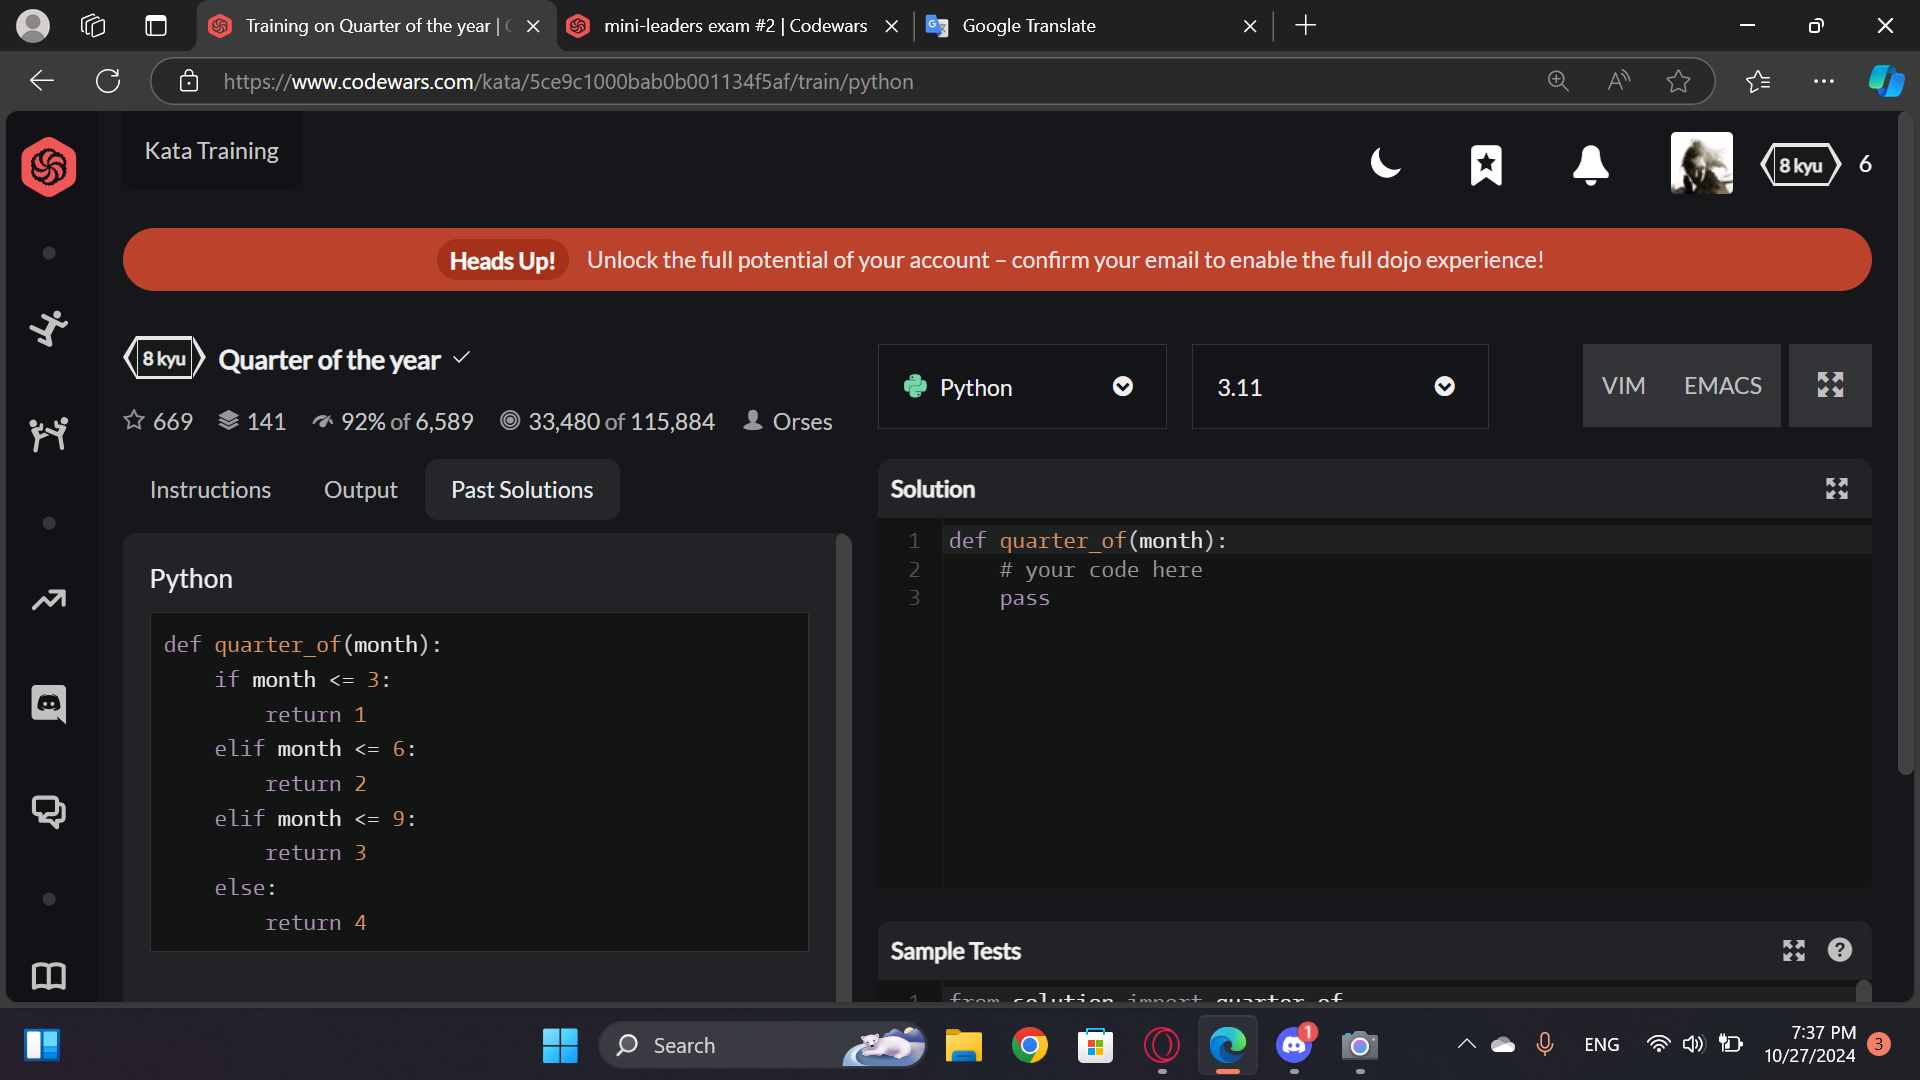 Training on Quarter of the year |
mini-leaders exam #2 | Codewars
Google Translate
https://www.codewars.com/kata/5ce9c1000bab0b001134f5af/train/python
Kata Training
8 kyu
6
Heads Up! Unlock the full potential of your account – confirm your email to enable the full dojo experience!
8 kyu Quarter of the year
669 141 92% of 6,589 33,480 of 115,884 Orses
Python
3.11
VIM EMACS
Instructions Output Past Solutions
Python
def quarter_of(month):
    if month <= 3:
        return 1
    elif month <= 6:
        return 2
    elif month <= 9:
        return 3
    else:
        return 4
Solution
1 def quarter_of(month):
2     # your code here
3     pass
Sample Tests
1 from solution import quarter_of
Search
1
ENG
7:37 PM
10/27/2024
3